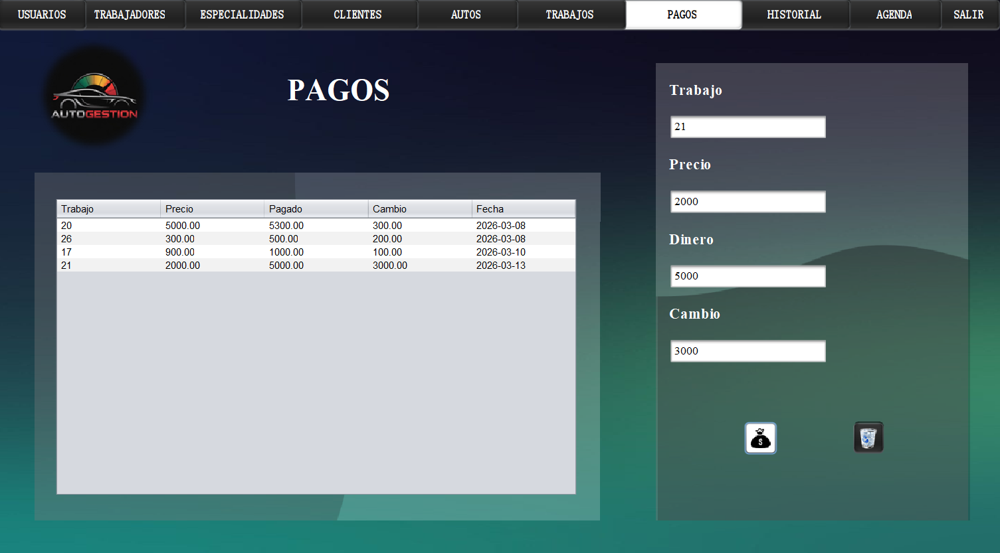 USUARIOS TRABAJADORES ESPECIALIDADES CLIENTES AUTOS TRABAJOS PAGOS HISTORIAL AGENDA SALIR
AUTOGESTION
PAGOS
Trabajo Precio Pagado Cambio Fecha
20 5000.00 5300.00 300.00 2026-03-08
26 300.00 500.00 200.00 2026-03-08
17 900.00 1000.00 100.00 2026-03-10
21 2000.00 5000.00 3000.00 2026-03-13
Trabajo
21
Precio
2000
Dinero
5000
Cambio
3000
$